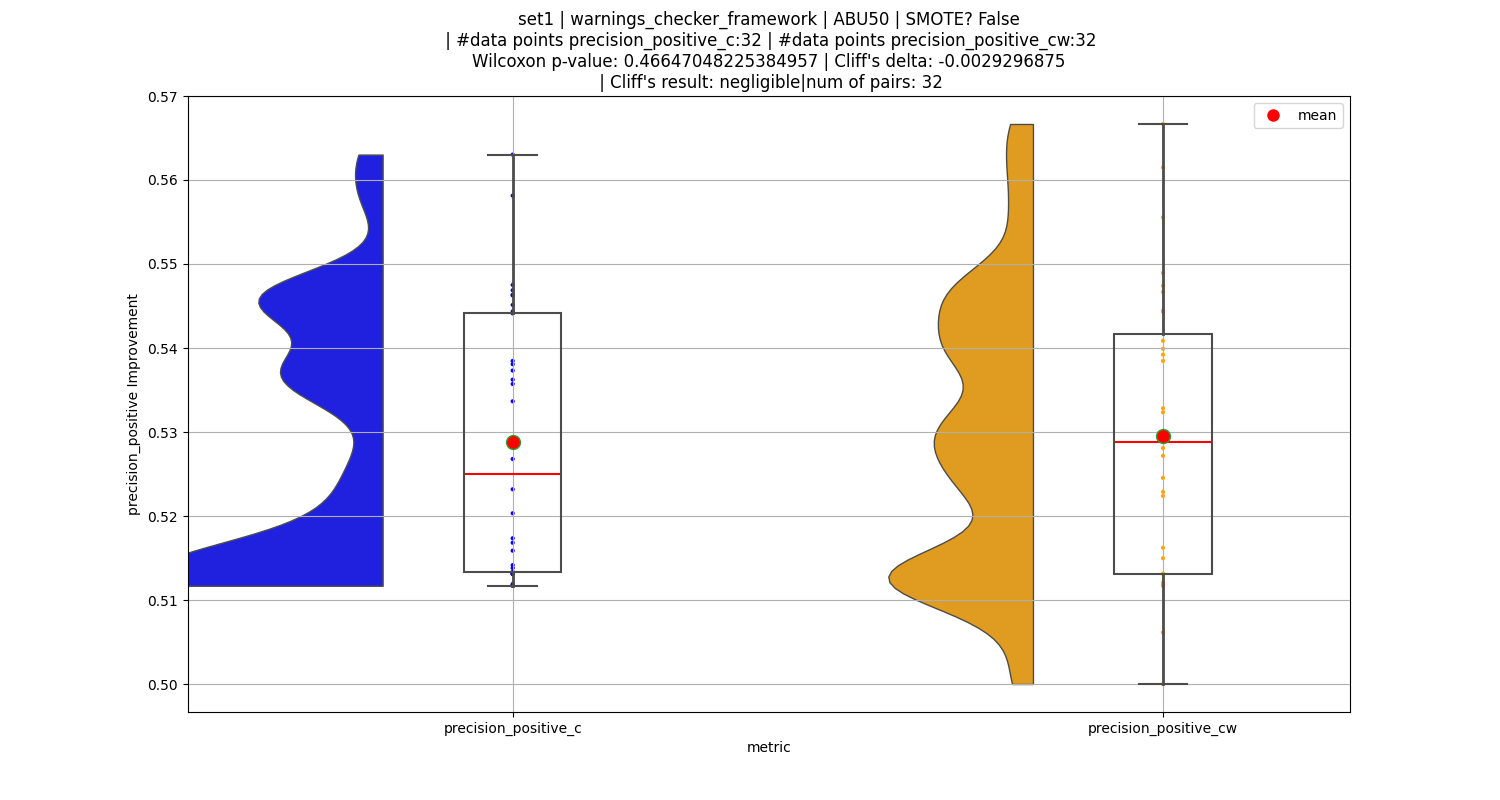 set1 | warnings_checker_framework | ABU50 | SMOTE? False
| #data points precision_positive_c:32 | #data points precision_positive_cw:32
Wilcoxon p-value: 0.46647048225384957 | Cliff's delta: -0.0029296875
| Cliff's result: negligible|num of pairs: 32
mean
0.57
0.56
0.55
0.54
0.53
0.52
0.51
0.50
precision_positive Improvement
precision_positive_c
precision_positive_cw
metric